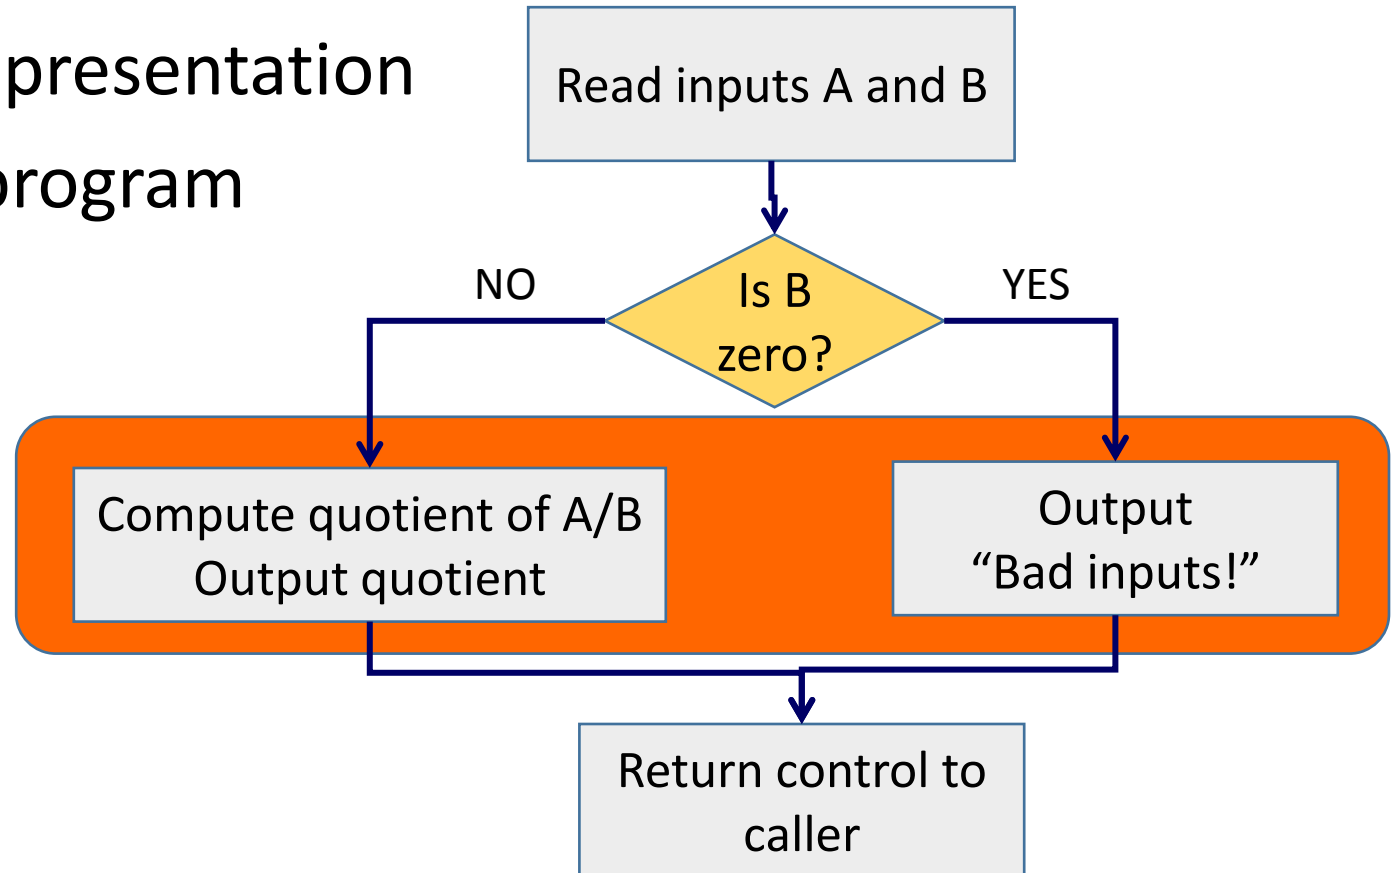 presentation
program
Read inputs A and B
Is B
zero?
NO
YES
Compute quotient of A/B
Output quotient
Output
“Bad inputs!”
Return control to
caller